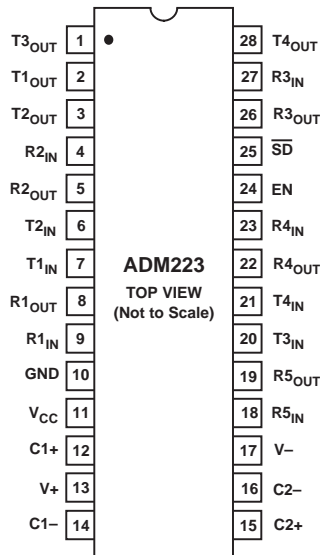 T3OUT 1 28 T4OUT
T1OUT 2 27 R3IN
T2OUT 3 26 R3OUT
R2IN 4 25 S̅D̅
R2OUT 5 24 EN
T2IN 6 23 R4IN
T1IN 7 22 R4OUT
R1OUT 8 21 T4IN
R1IN 9 20 T3IN
GND 10 19 R5OUT
VCC 11 18 R5IN
C1+ 12 17 V–
V+ 13 16 C2–
C1– 14 15 C2+
ADM223
TOP VIEW
(Not to Scale)